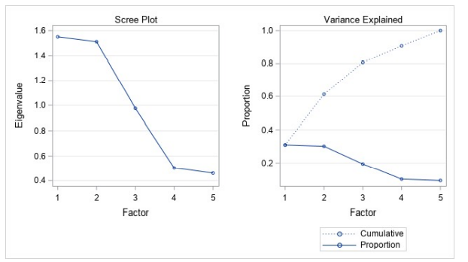 Scree Plot
1.6
1.4
1.2
1.0
0.8
0.6
0.4
Eigenvalue
1 2 3 4 5
Factor
Variance Explained
1.0
0.8
0.6
0.4
0.2
Proportion
1 2 3 4 5
Factor
Cumulative
Proportion